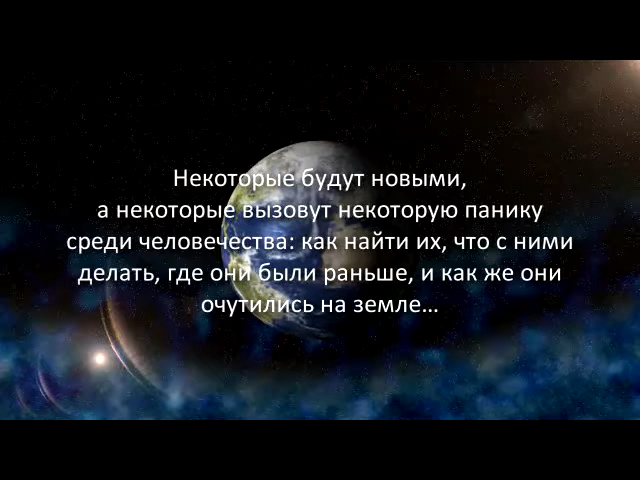 Некоторые будут новыми,
а некоторые вызовут некоторую панику
среди человечества: как найти их, что с ними
делать, где они были раньше, и как же они
очутились на земле…